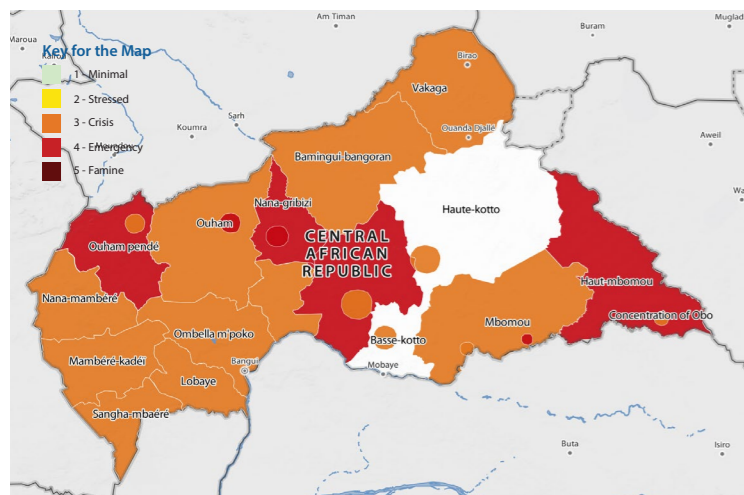 Am Timan
Buram
Muglad
Maroua
Key for the Map
1 - Minimal
2 - Stressed
3 - Crisis
4 - Emergency
5 - Famine
Birao
Vakaga
Sarh
Koumra
Ouanda Djallé
Aweil
Bamingui-bangoran
Nana-gribizi
Haute-kotto
Ouham
CENTRAL
AFRICAN
REPUBLIC
Ouham pendé
Haut-mbomou
Nana-mambéré
Concentration of Obo
Mbomou
Ombella m'poko
Basse-kotto
Mambéré-kadéï
Bangui
Mobaye
Lobaye
Sangha-mbaéré
Buta
Isiro